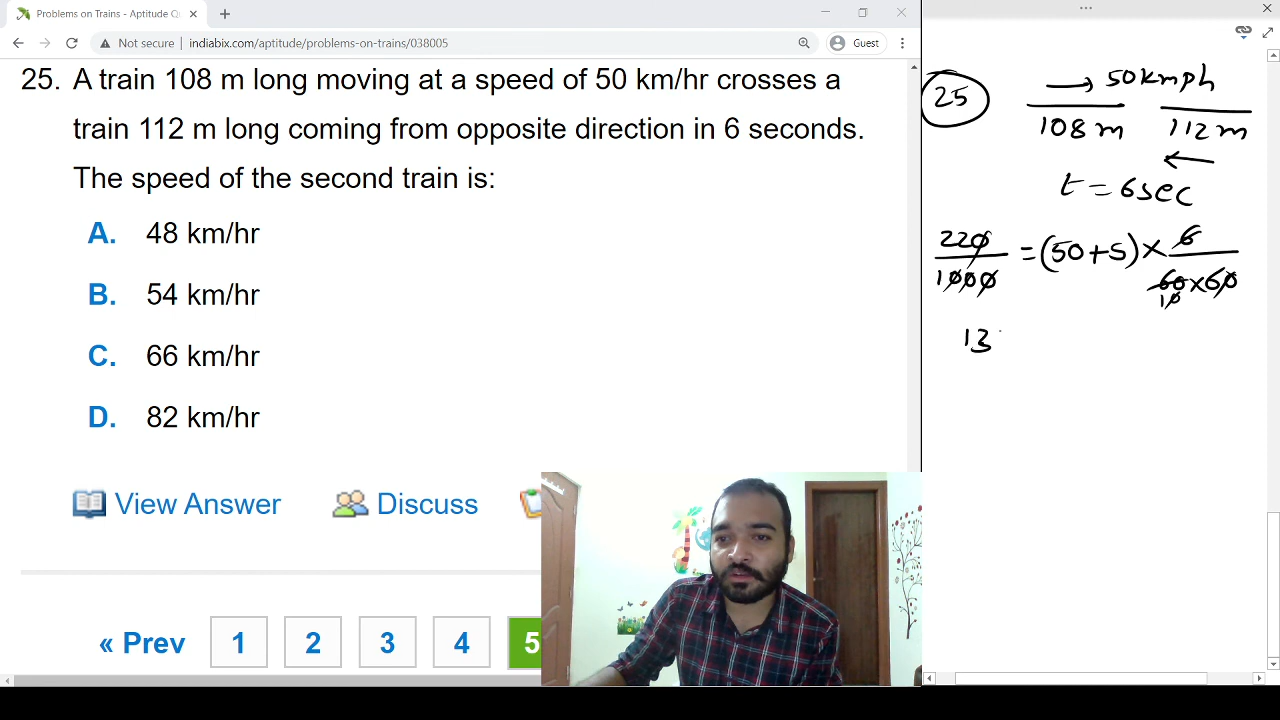 Problems on Trains - Aptitude Q
Guest
Not secure | indiabix.com/aptitude/problems-on-trains/038005
25. A train 108 m long moving at a speed of 50 km/hr crosses a
train 112 m long coming from opposite direction in 6 seconds.
The speed of the second train is:
A. 48 km/hr
B. 54 km/hr
C. 66 km/hr
D. 82 km/hr
View Answer
Discuss
« Prev 1 2 3 4 5
25
→ 50kmph
108m 112m
←
t = 6sec
220/1000 = (50+S) × 6/60×60
10
13